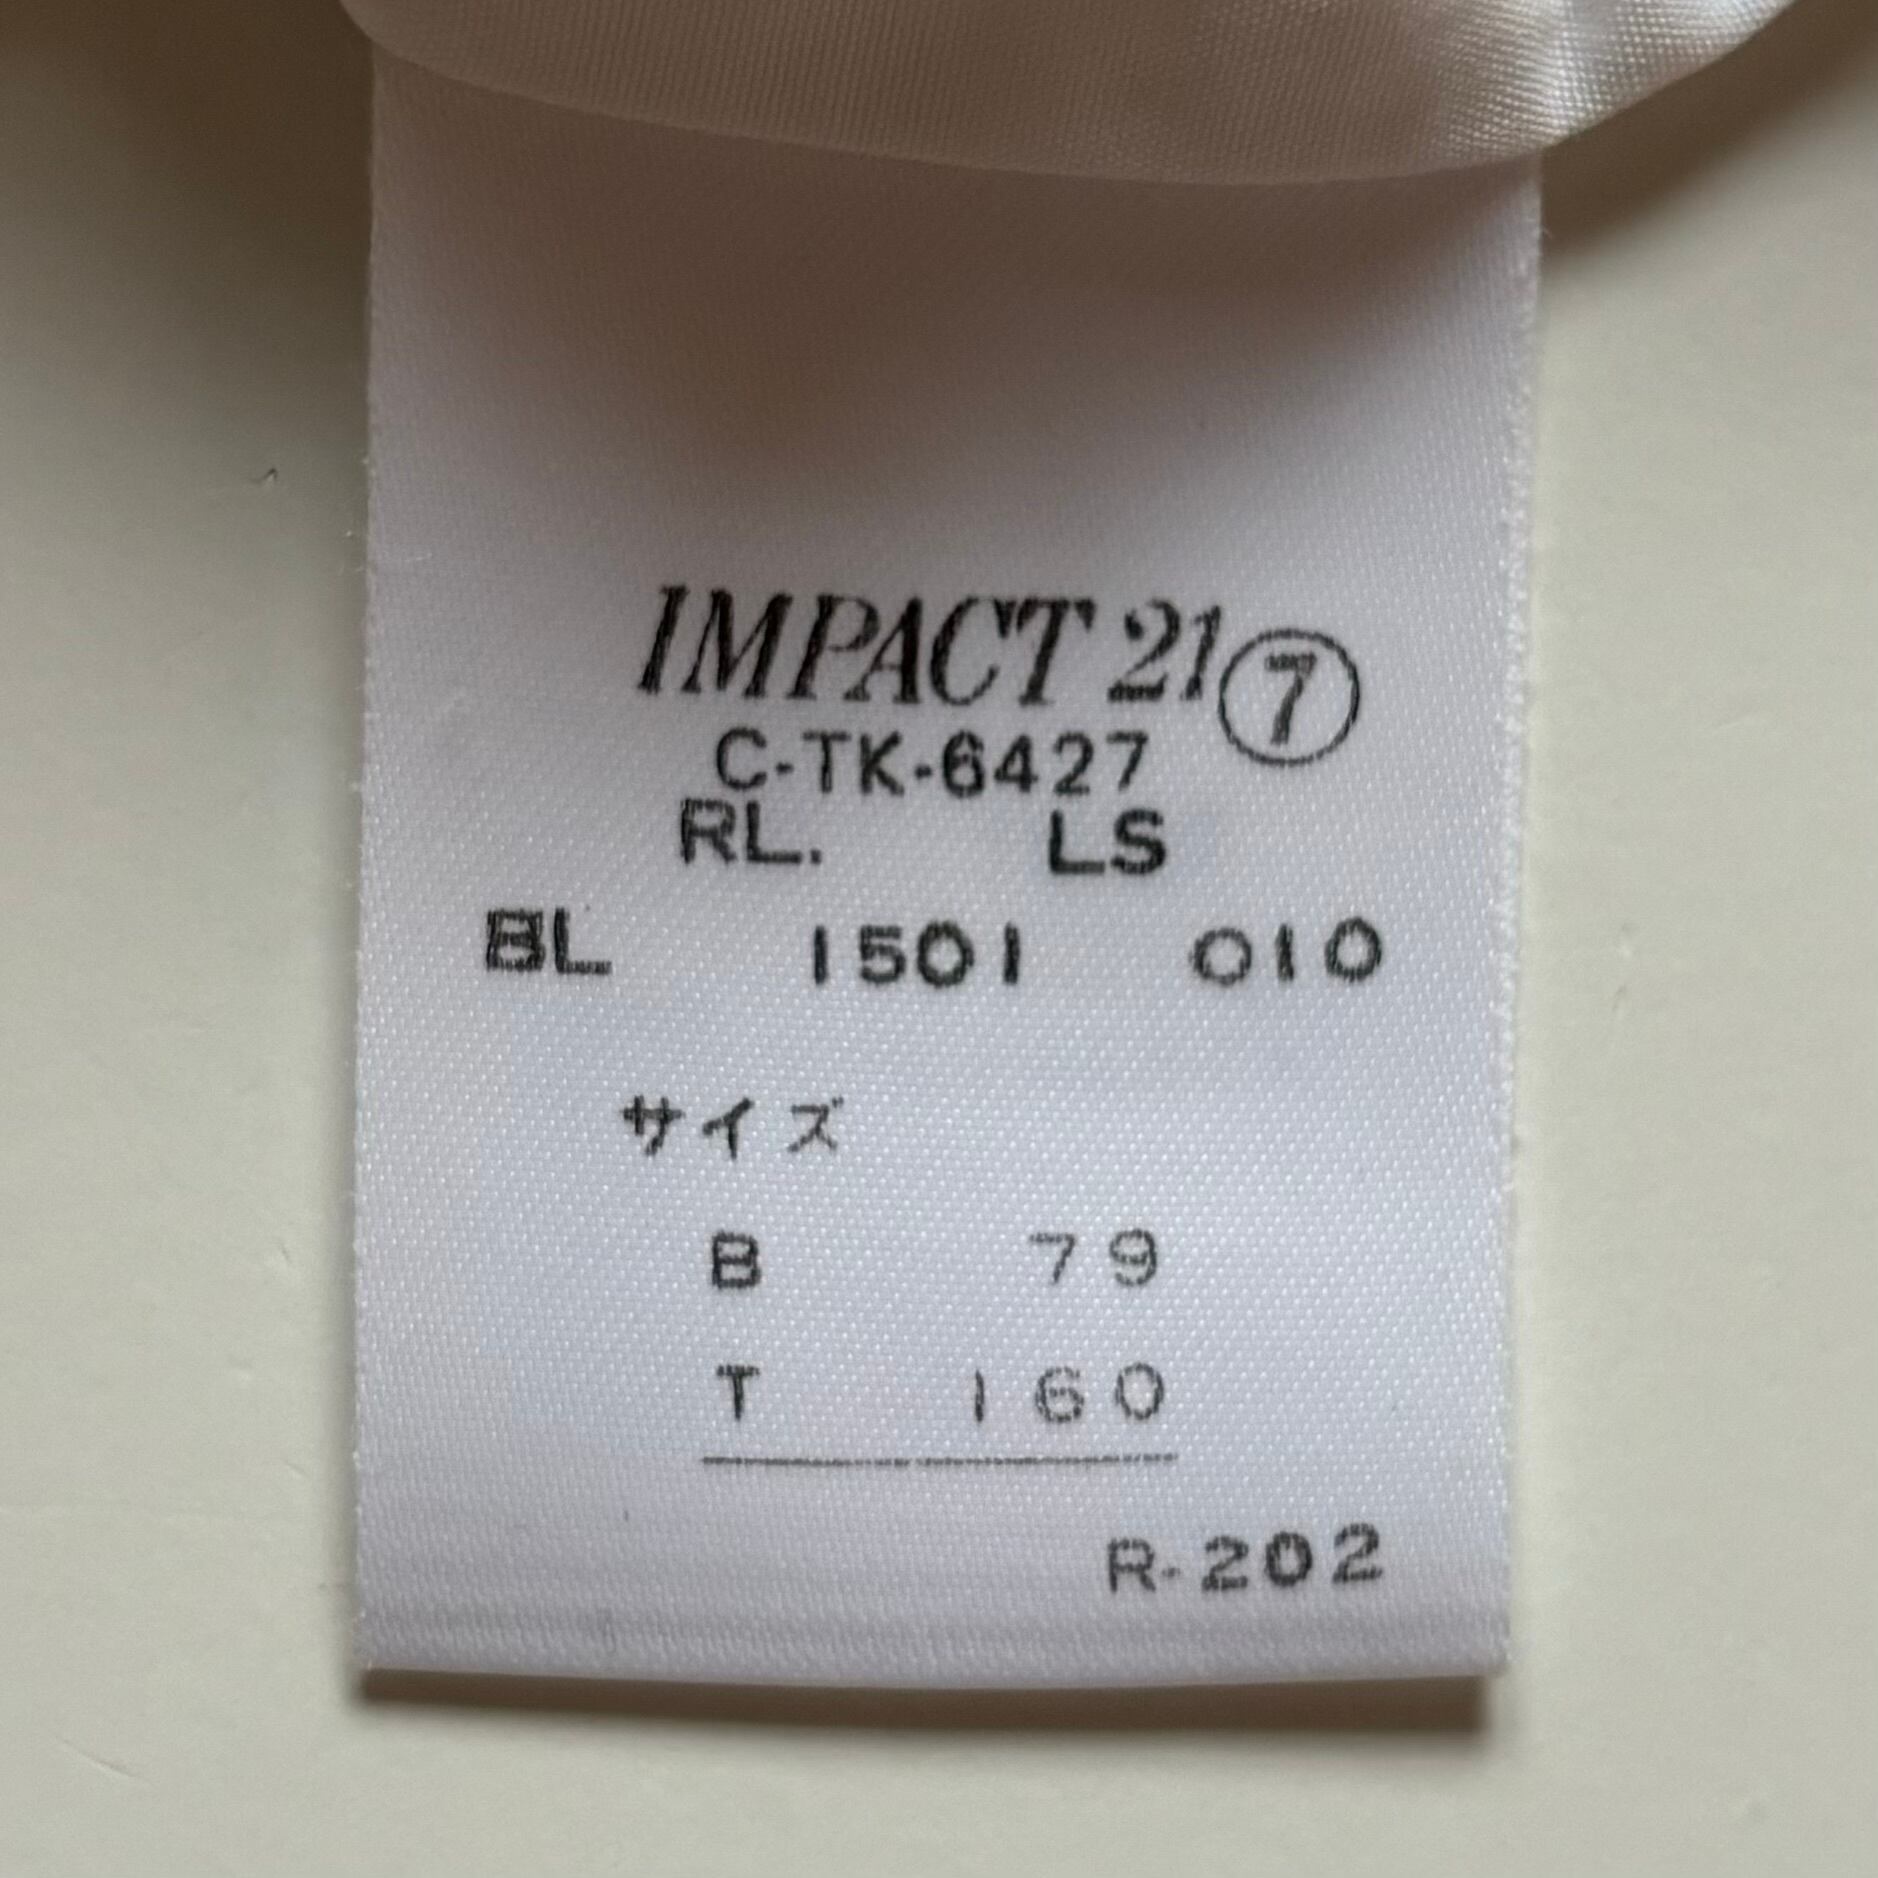 IMPACT 21 ⑦
C-TK-6427
RL. LS
BL 1501 010
サイズ
B 79
T 160
R-202